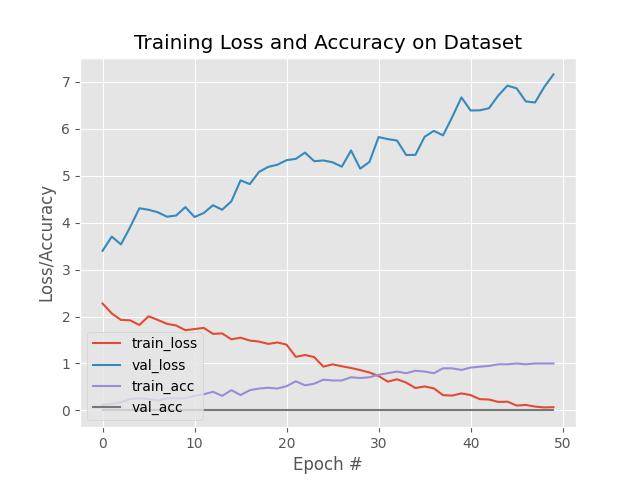 Training Loss and Accuracy on Dataset
7
6
5
4
3
2
1
0
Loss/Accuracy
train_loss
val_loss
train_acc
val_acc
0 10 20 30 40 50
Epoch #